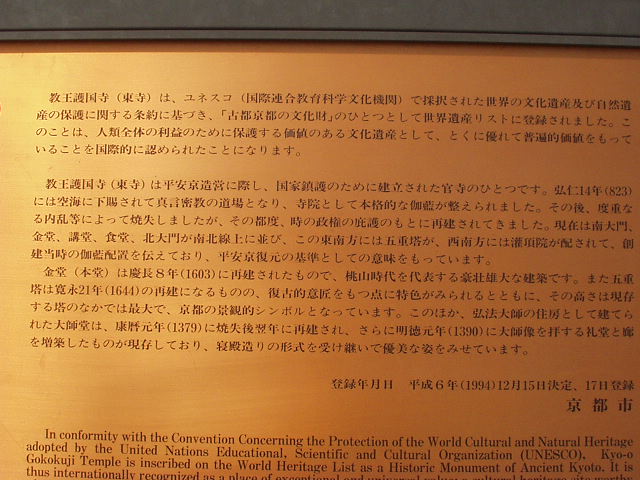 教王護国寺（東寺）は、ユネスコ（国際連合教育科学文化機関）で採択された世界の文化遺産及び自然遺
産の保護に関する条約に基づき、「古都京都の文化財」のひとつとして世界遺産リストに登録されました。こ
のことは、人類全体の利益のために保護する価値のある文化遺産として、とくに優れて普遍的価値をもって
いることを国際的に認められたことになります。
教王護国寺（東寺）は平安京造営に際し、国家鎮護のために建立された官寺のひとつです。弘仁14年（823）
には空海に下賜されて真言密教の道場となり、寺院として本格的な伽藍が整えられました。その後、度重な
る内乱等によって焼失しましたが、その都度、時の政権の庇護のもとに再建されてきました。現在は南大門、
金堂、講堂、食堂、北大門が南北線上に並び、この東南方には五重塔が、西南方には灌頂院が配されて、創
建当時の伽藍配置を伝えており、平安京復元の基準としての意味をもっています。
金堂（本堂）は慶長８年（1603）に再建されたもので、桃山時代を代表する豪壮雄大な建築です。また五重
塔は寛永21年（1644）の再建になるものの、復古的意匠をもつ点に特色がみられるとともに、その高さは現存
する塔のなかでは最大で、京都の景観的シンボルとなっています。このほか、弘法大師の住房として建てら
れた大師堂は、康暦元年（1379）に焼失後翌年に再建され、さらに明徳元年（1390）に大師像を拝する礼堂と廊
を増築したものが現存しており、寝殿造りの形式を受け継いで優美な姿をみせています。
登録年月日　平成６年（1994）12月15日決定、17日登録
京都市
In conformity with the Convention Concerning the Protection of the World Cultural and Natural Heritage
adopted by the United Nations Educational, Scientific and Cultural Organization (UNESCO), Kyo-o
Gokokuji Temple is inscribed on the World Heritage List as a Historic Monument of Ancient Kyoto. It is
thus internationally recognized as a place of exceptional and universal value: a cultural heritage site worthy